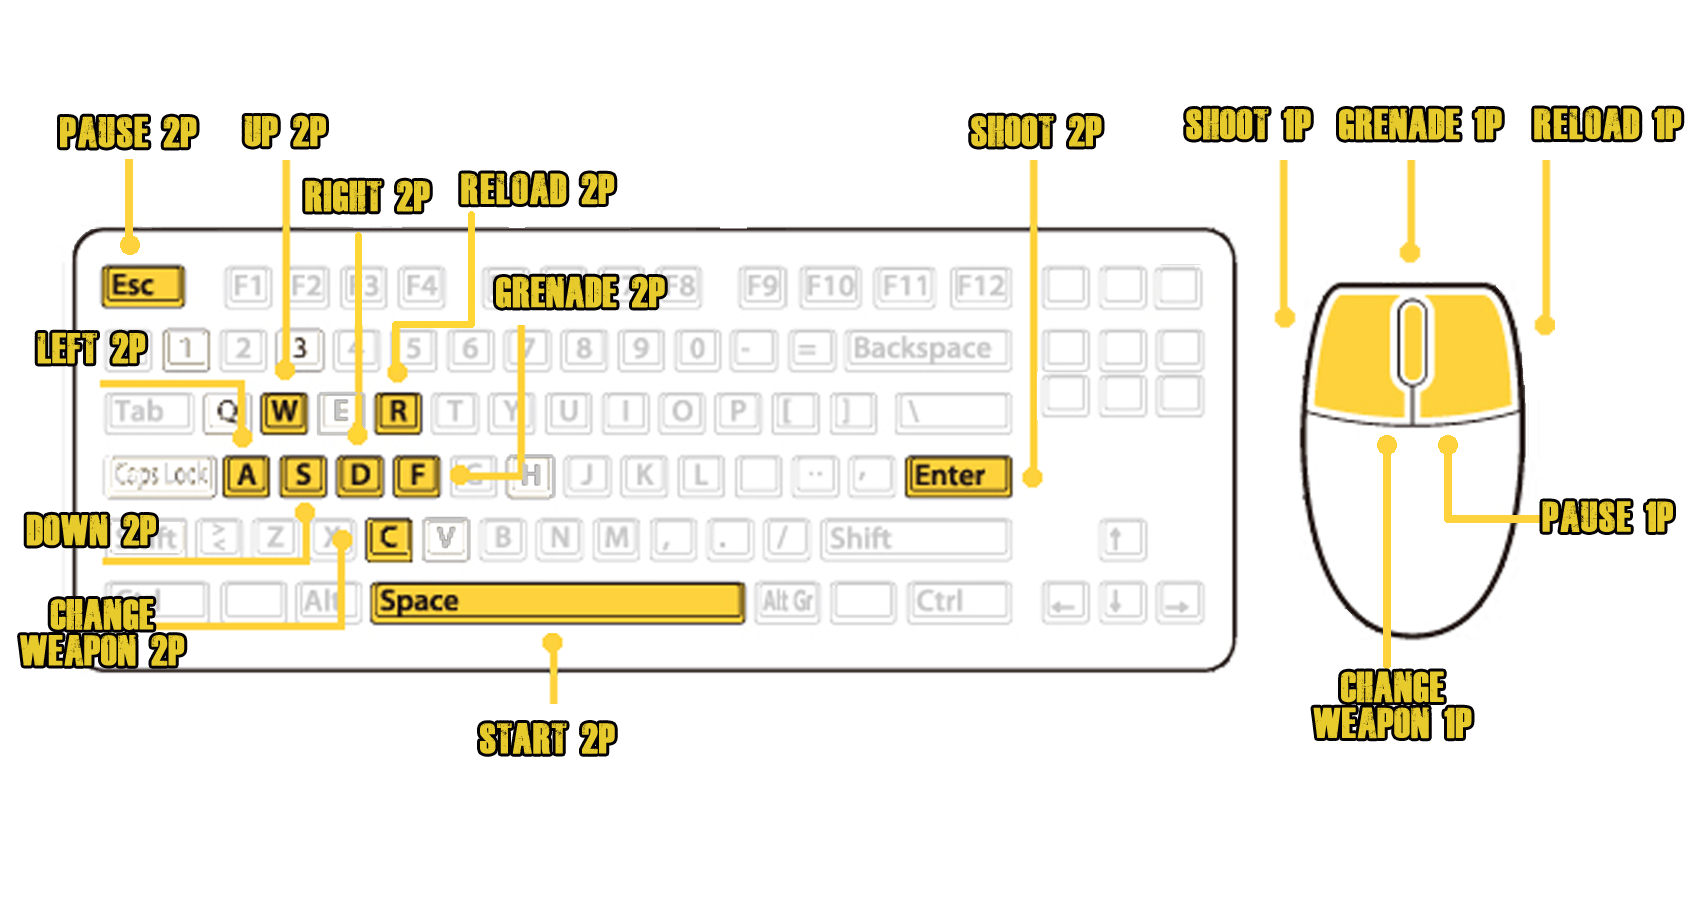 PAUSE 2P
UP 2P
SHOOT 2P
SHOOT 1P
GRENADE 1P
RELOAD 1P
RIGHT 2P
RELOAD 2P
Esc F1 F2 F3 F4 F8 F9 F10 F11 F12
GRENADE 2P
LEFT 2P
1 2 3 4 5 6 7 8 9 0 - = Backspace
Tab Q W E R T Y U I O P [ ] \
Caps Lock A S D F G H J K L ¨ ´ Enter
DOWN 2P
Shift > < Z X C V B N M , . / Shift ↑
PAUSE 1P
Ctrl Alt Space Alt Gr Ctrl ← ↓ →
CHANGE
WEAPON 2P
START 2P
CHANGE
WEAPON 1P